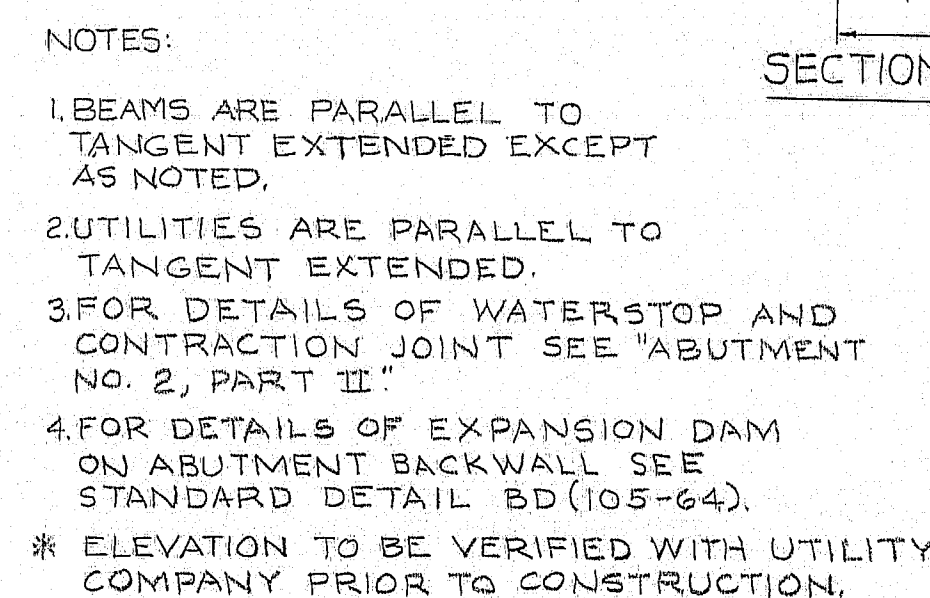 NOTES:
SECTION
1. BEAMS ARE PARALLEL TO
TANGENT EXTENDED EXCEPT
AS NOTED.
2. UTILITIES ARE PARALLEL TO
TANGENT EXTENDED.
3. FOR DETAILS OF WATERSTOP AND
CONTRACTION JOINT SEE "ABUTMENT
NO. 2, PART II."
4. FOR DETAILS OF EXPANSION DAM
ON ABUTMENT BACKWALL SEE
STANDARD DETAIL BD (105-64).
* ELEVATION TO BE VERIFIED WITH UTILITY
COMPANY PRIOR TO CONSTRUCTION.